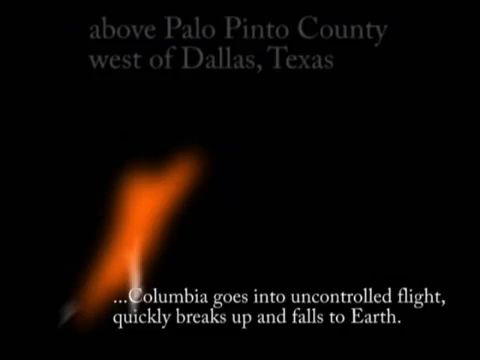 above Palo Pinto County
west of Dallas, Texas
...Columbia goes into uncontrolled flight,
quickly breaks up and falls to Earth.